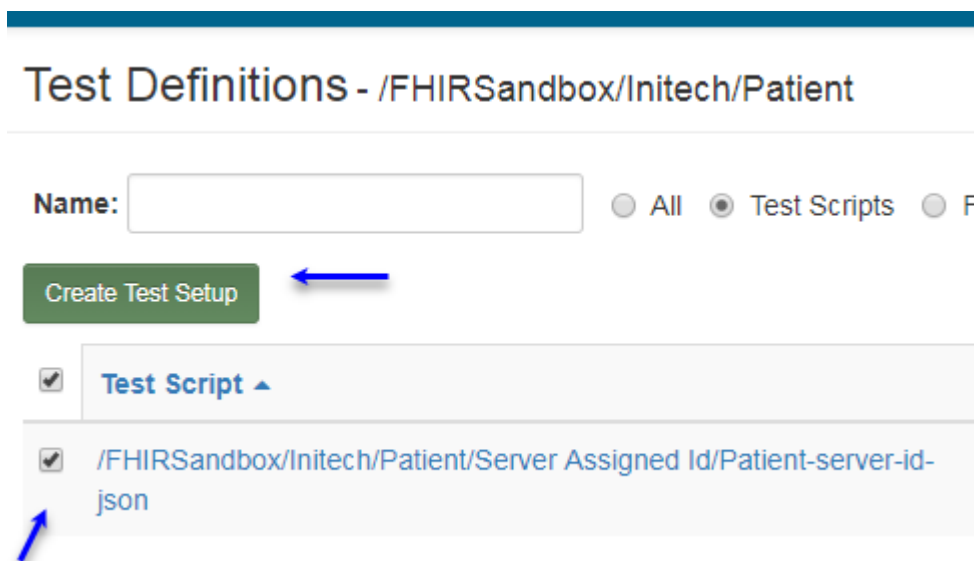 Test Definitions - /FHIRSandbox/Initech/Patient
Name: All Test Scripts F
Create Test Setup
Test Script
/FHIRSandbox/Initech/Patient/Server Assigned Id/Patient-server-id-
json